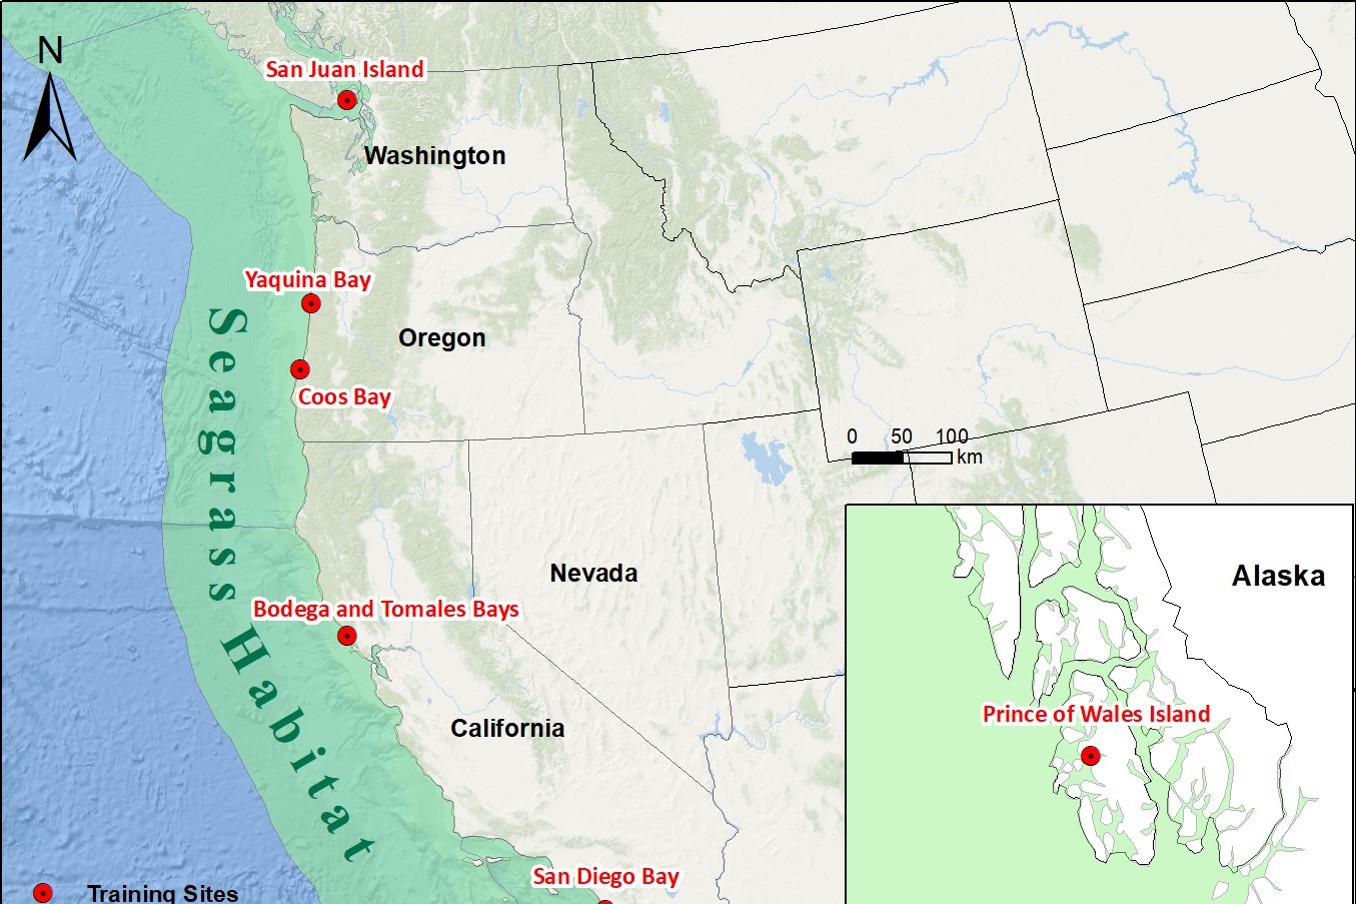 N
San Juan Island
Washington
Yaquina Bay
Oregon
Coos Bay
0 50 100
km
Seagrass Habitat
Nevada
Alaska
Bodega and Tomales Bays
Prince of Wales Island
California
San Diego Bay
Training Sites